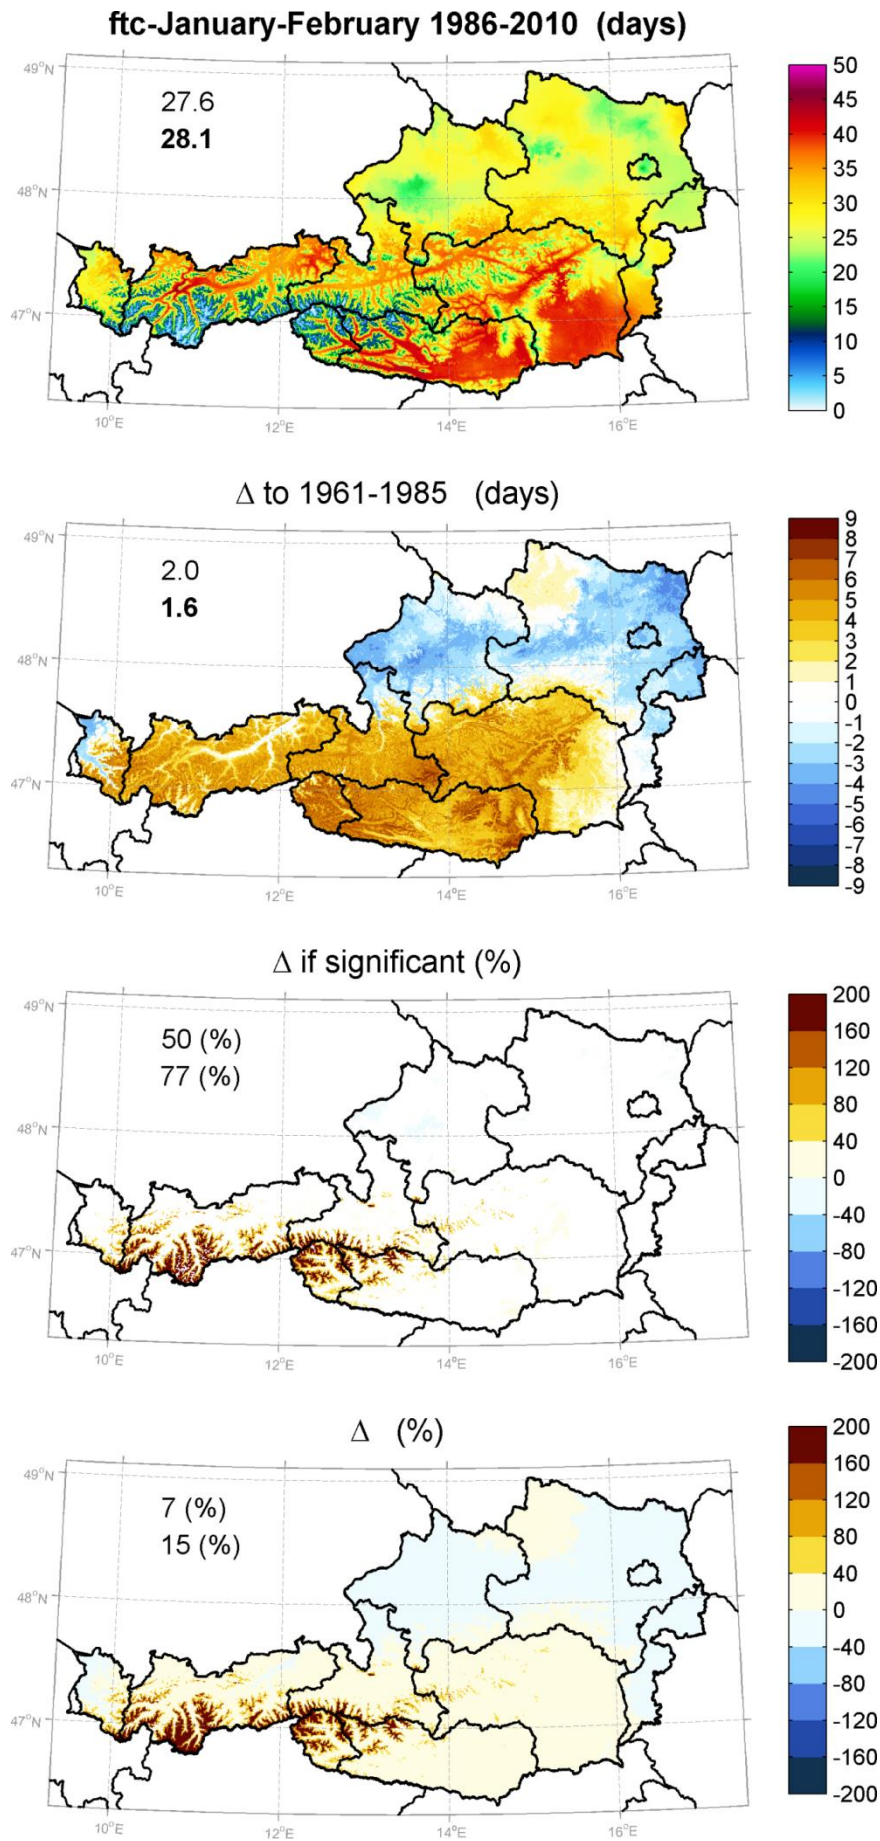 ftc-January-February 1986-2010 (days)
49°N
48°N
47°N
10°E
12°E
14°E
16°E
27.6
28.1
50
45
40
35
30
25
20
15
10
5
0
Δ to 1961-1985 (days)
49°N
48°N
47°N
10°E
12°E
14°E
16°E
2.0
1.6
9
8
7
6
5
4
3
2
1
0
-1
-2
-3
-4
-5
-6
-7
-8
-9
Δ if significant (%)
49°N
48°N
47°N
10°E
12°E
14°E
16°E
50 (%)
77 (%)
200
160
120
80
40
0
-40
-80
-120
-160
-200
Δ (%)
49°N
48°N
47°N
10°E
12°E
14°E
16°E
7 (%)
15 (%)
200
160
120
80
40
0
-40
-80
-120
-160
-200